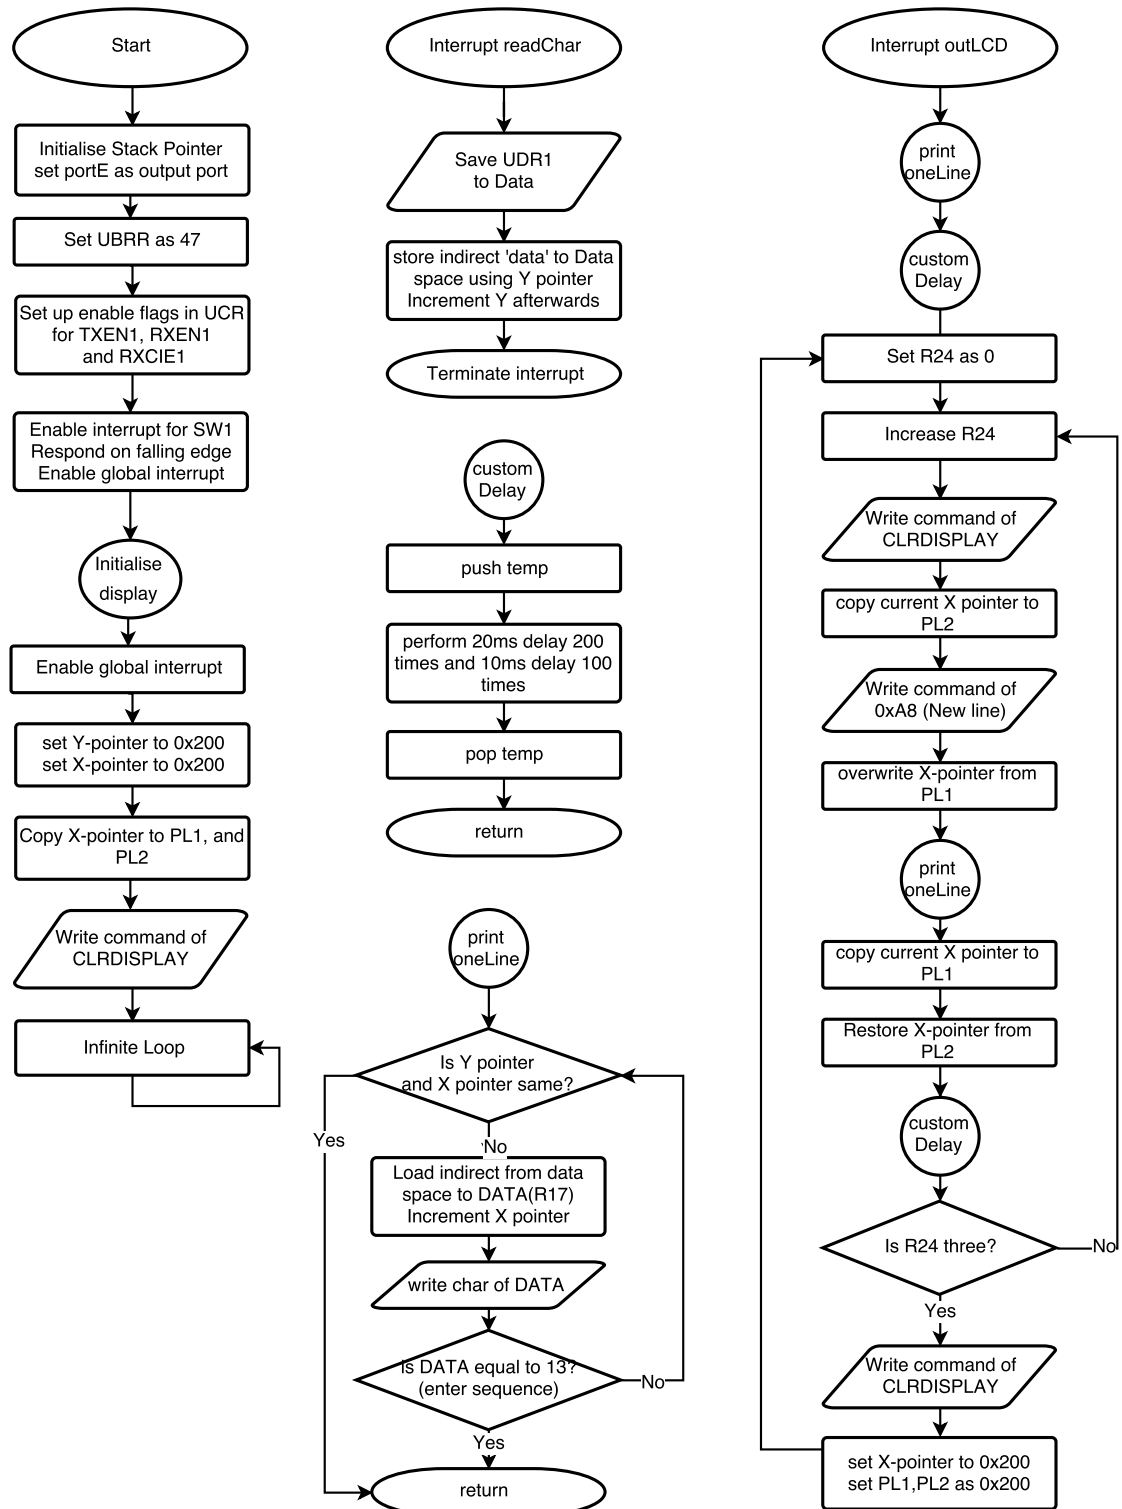 Start
Initialise Stack Pointer
set portE as output port
Set UBRR as 47
Set up enable flags in UCR
for TXEN1, RXEN1
and RXCIE1
Enable interrupt for SW1
Respond on falling edge
Enable global interrupt
Initialise
display
Enable global interrupt
set Y-pointer to 0x200
set X-pointer to 0x200
Copy X-pointer to PL1, and
PL2
Write command of
CLRDISPLAY
Infinite Loop
Interrupt readChar
Save UDR1
to Data
store indirect 'data' to Data
space using Y pointer
Increment Y afterwards
Terminate interrupt
custom
Delay
push temp
perform 20ms delay 200
times and 10ms delay 100
times
pop temp
return
print
oneLine
Is Y pointer
and X pointer same?
Yes
No
Load indirect from data
space to DATA(R17)
Increment X pointer
write char of DATA
is DATA equal to 13?
(enter sequence)
No
Yes
return
Interrupt outLCD
print
oneLine
custom
Delay
Set R24 as 0
Increase R24
Write command of
CLRDISPLAY
copy current X pointer to
PL2
Write command of
0xA8 (New line)
overwrite X-pointer from
PL1
print
oneLine
copy current X pointer to
PL1
Restore X-pointer from
PL2
custom
Delay
Is R24 three?
No
Yes
Write command of
CLRDISPLAY
set X-pointer to 0x200
set PL1,PL2 as 0x200